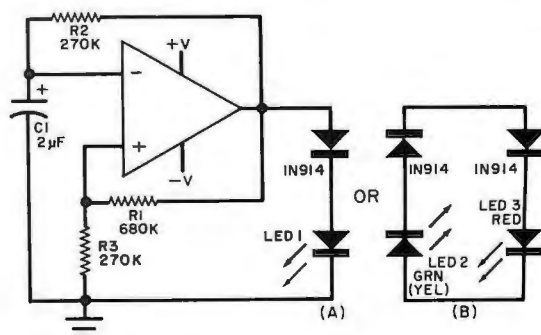 R2
270K
+V
+
C1
2µF
-
+
-V
R1
680K
R3
270K
IN914
LED 1
(A)
OR
IN914
IN914
LED 3
RED
LED 2
GRN
(YEL)
(B)